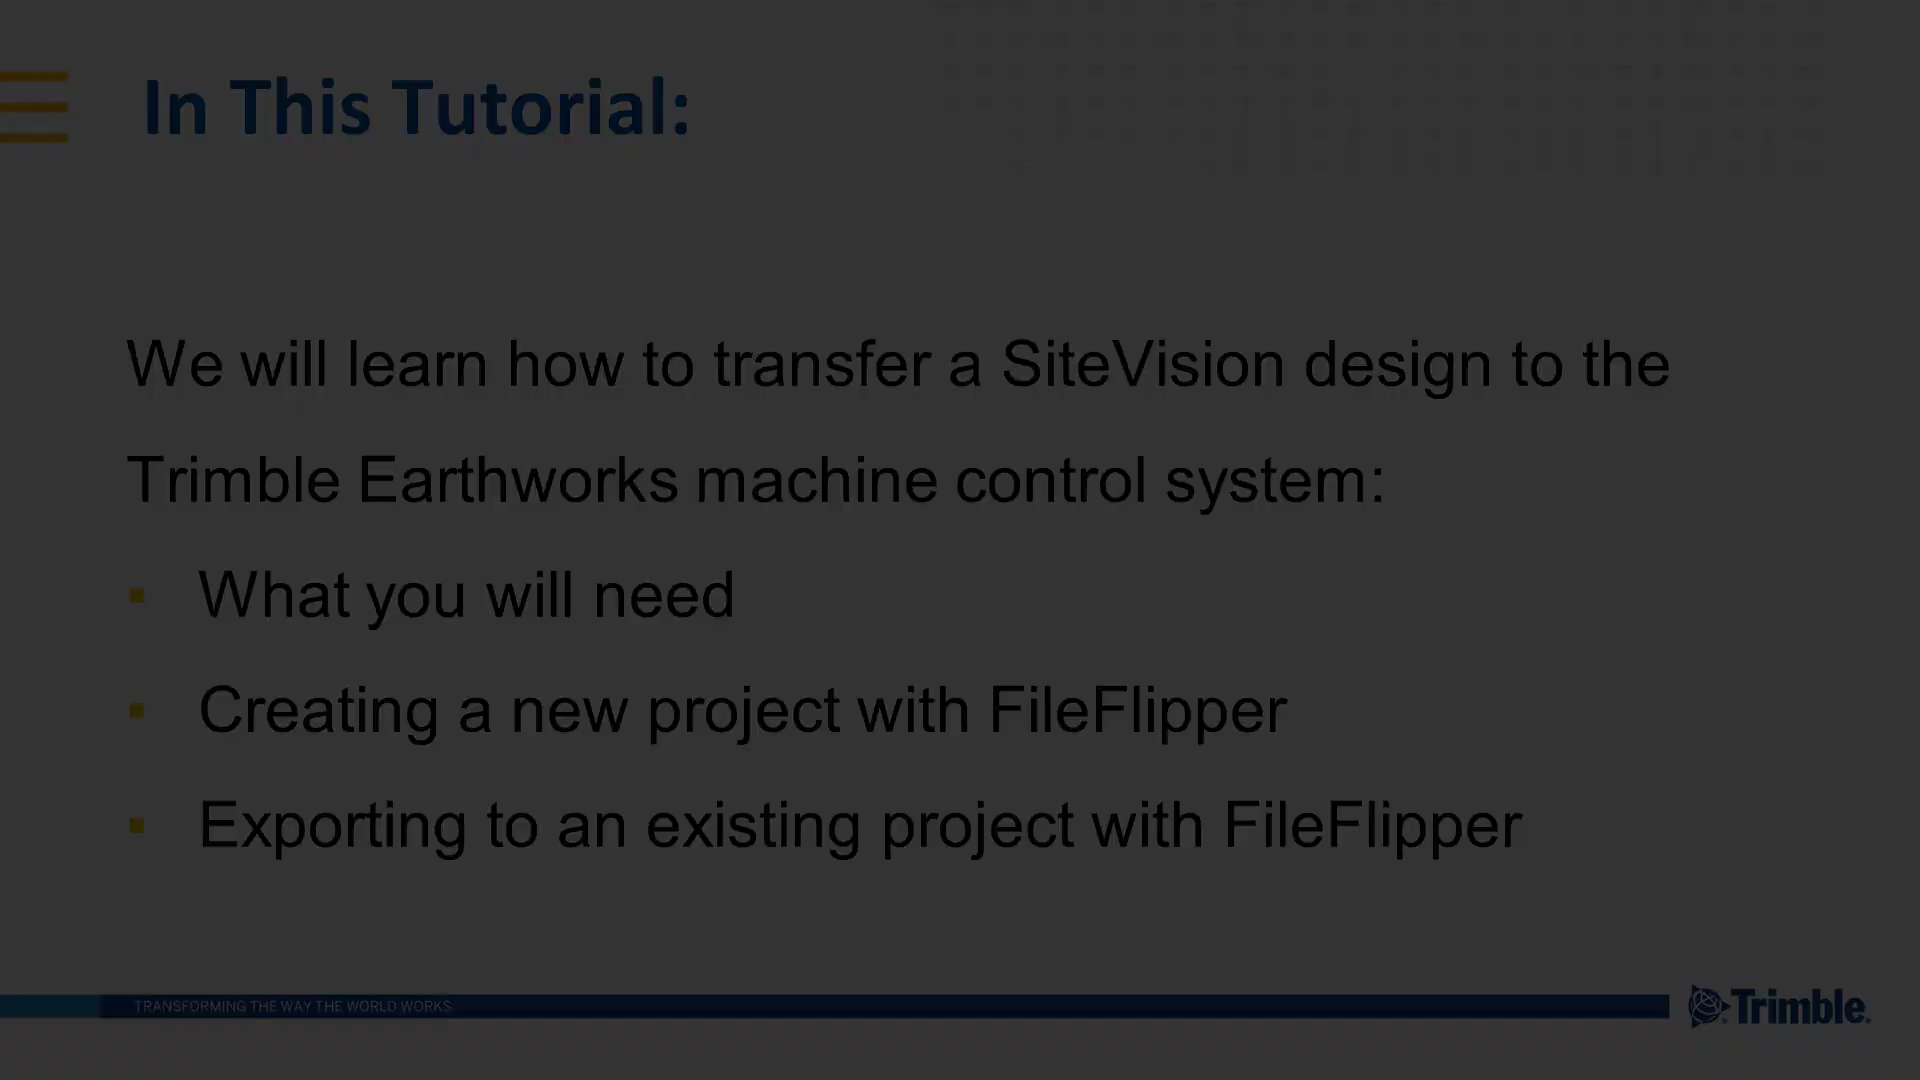 In This Tutorial:
We will learn how to transfer a SiteVision design to the
Trimble Earthworks machine control system:
▪ What you will need
▪ Creating a new project with FileFlipper
▪ Exporting to an existing project with FileFlipper
TRANSFORMING THE WAY THE WORLD WORKS
Trimble.